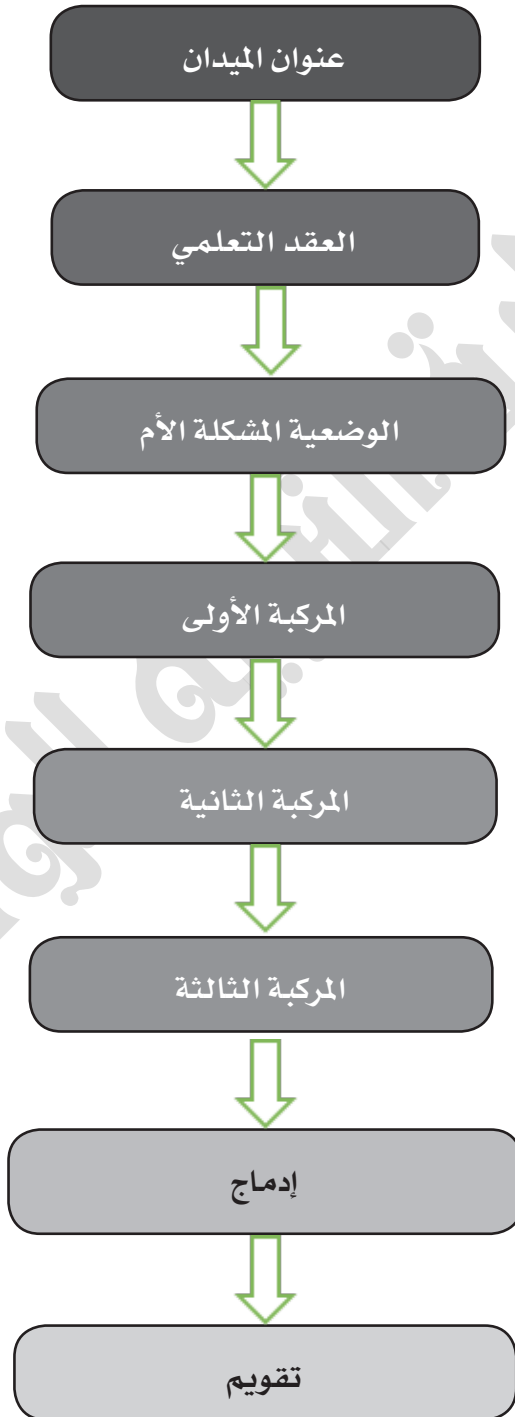 عنوان الميدان
العقد التعلمي
الوضعية المشكلة الأم
المركبة الأولى
المركبة الثانية
المركبة الثالثة
إدماج
تقويم